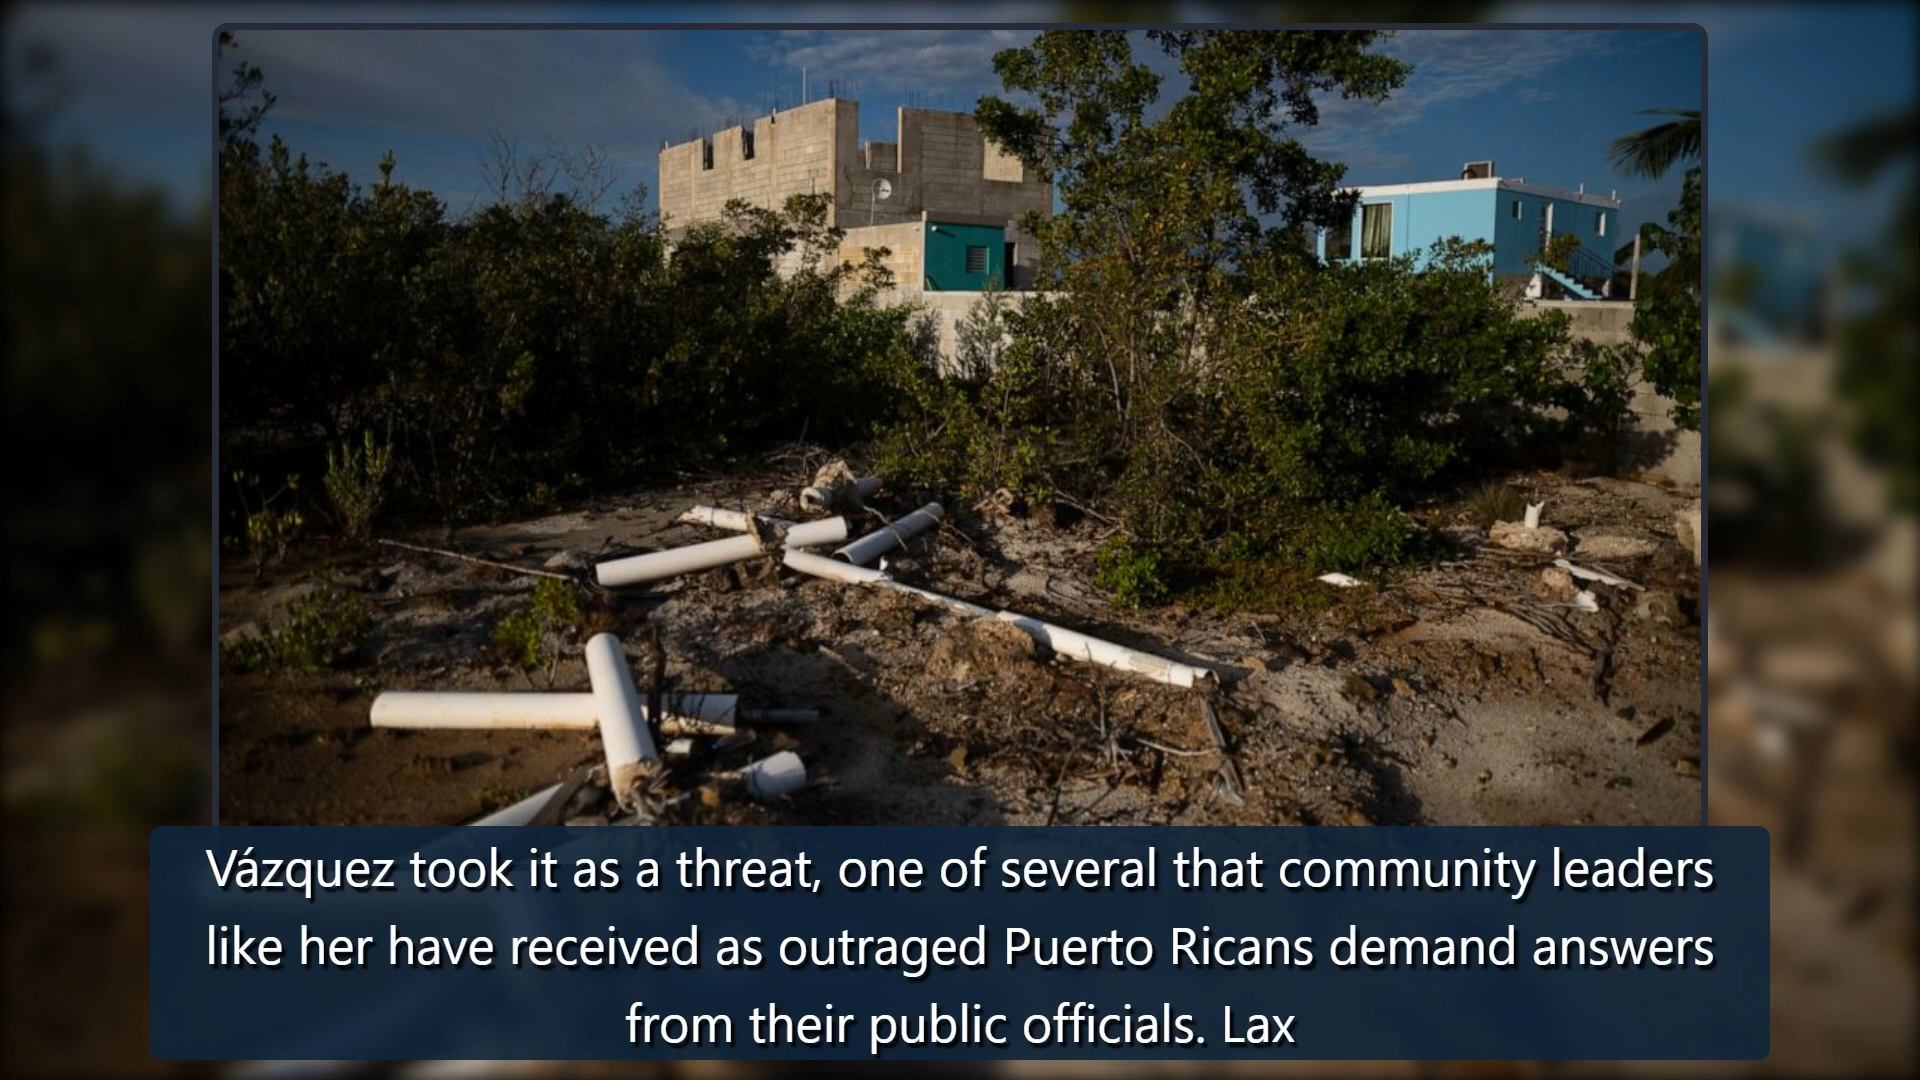 Vázquez took it as a threat, one of several that community leaders
like her have received as outraged Puerto Ricans demand answers
from their public officials. Lax